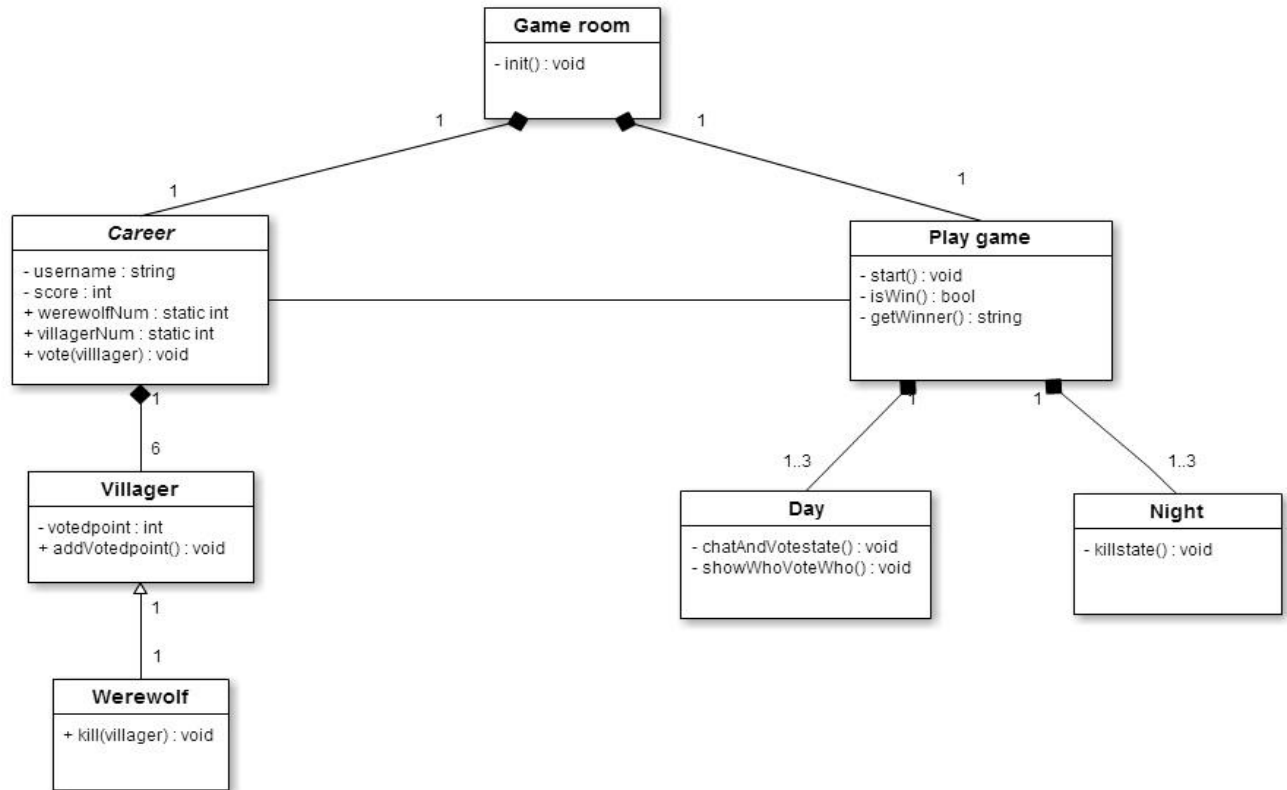 Game room
- init() : void
1
1
1
1
Career
- username : string
- score : int
+ werewolfNum : static int
+ villagerNum : static int
+ vote(villlager) : void
Play game
- start() : void
- isWin() : bool
- getWinner() : string
1
6
1
1
1..3
1..3
Villager
- votedpoint : int
+ addVotedpoint() : void
Day
- chatAndVotestate() : void
- showWhoVoteWho() : void
Night
- killstate() : void
1
1
Werewolf
+ kill(villager) : void